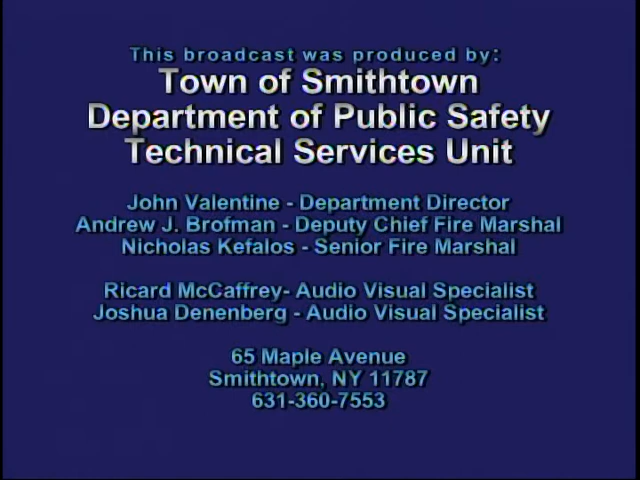 This broadcast was produced by:
Town of Smithtown
Department of Public Safety
Technical Services Unit
John Valentine - Department Director
Andrew J. Brofman - Deputy Chief Fire Marshal
Nicholas Kefalos - Senior Fire Marshal
Ricard McCaffrey- Audio Visual Specialist
Joshua Denenberg - Audio Visual Specialist
65 Maple Avenue
Smithtown, NY 11787
631-360-7553